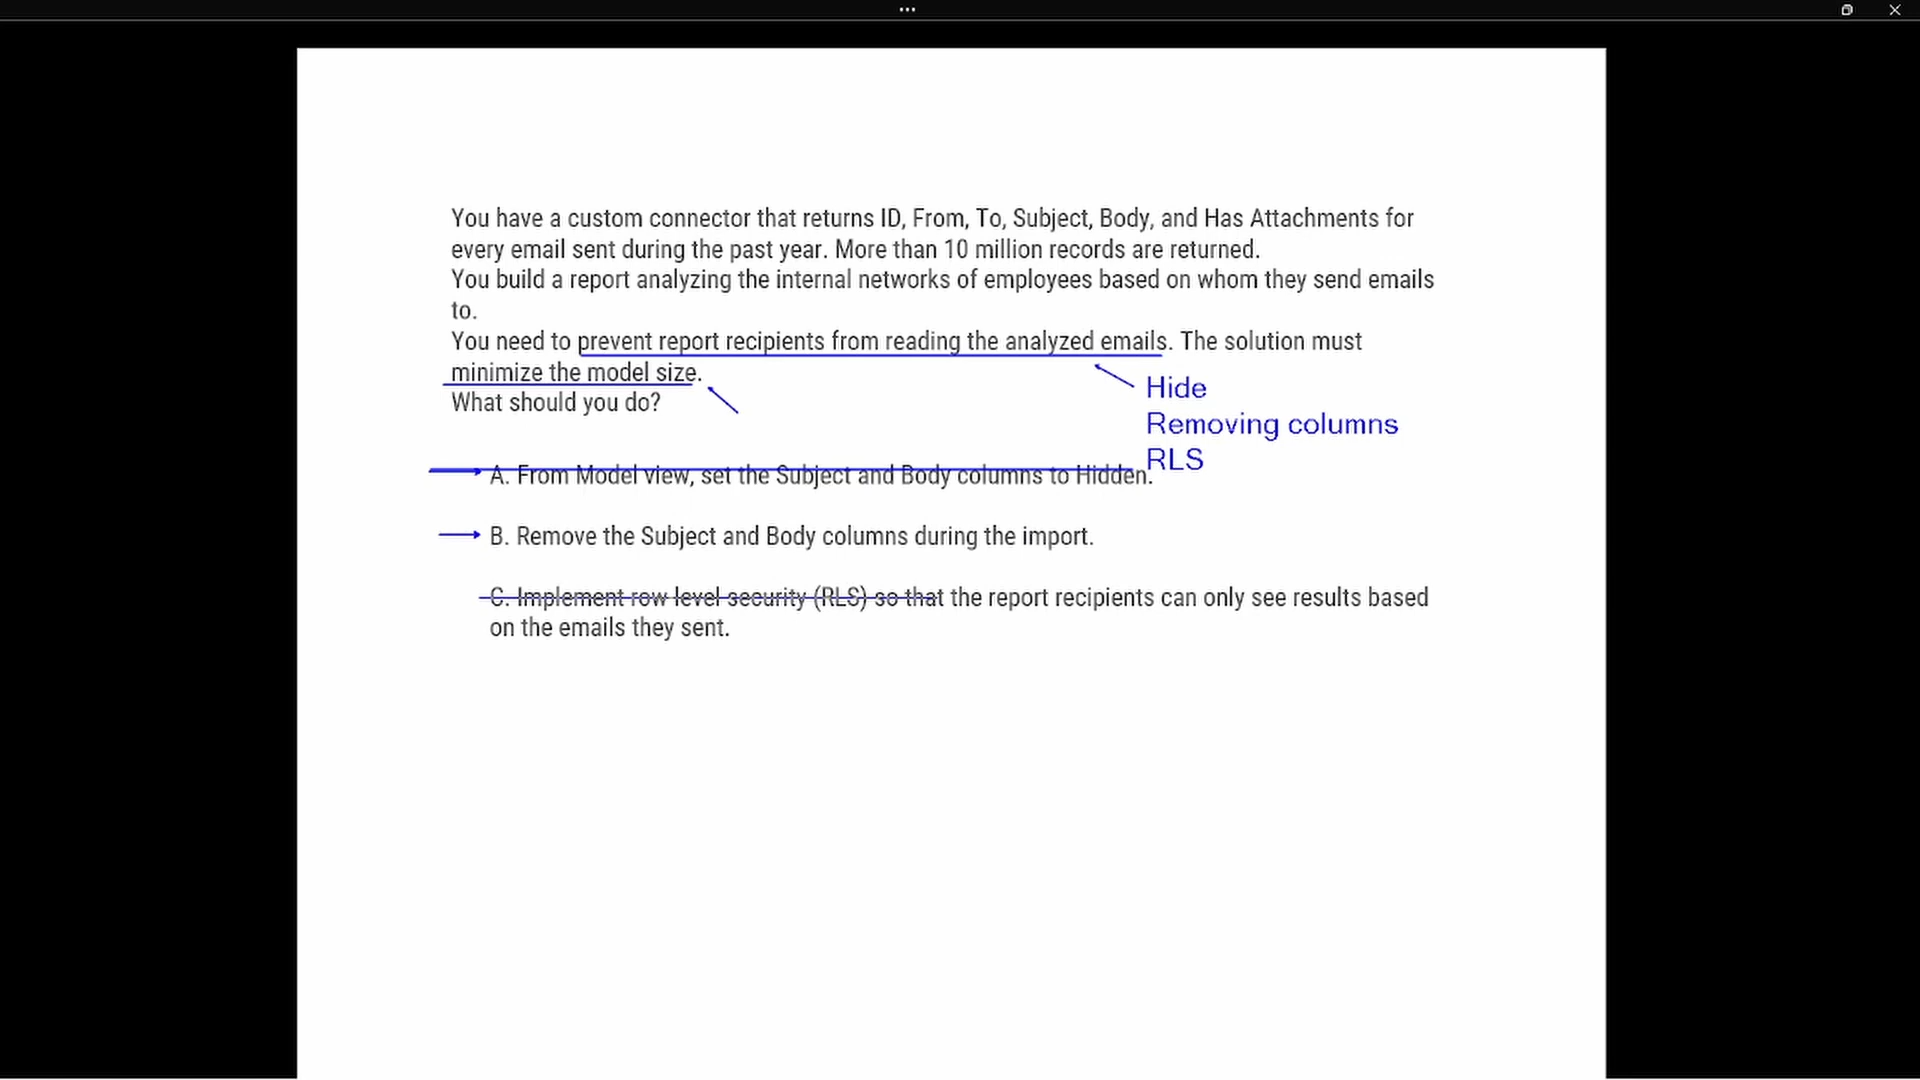 You have a custom connector that returns ID, From, To, Subject, Body, and Has Attachments for
every email sent during the past year. More than 10 million records are returned.
You build a report analyzing the internal networks of employees based on whom they send emails
to.
You need to prevent report recipients from reading the analyzed emails. The solution must
minimize the model size.
What should you do?
Hide
Removing columns
RLS
A. From Model view, set the Subject and Body columns to Hidden.
B. Remove the Subject and Body columns during the import.
C. Implement row level security (RLS) so that the report recipients can only see results based
on the emails they sent.